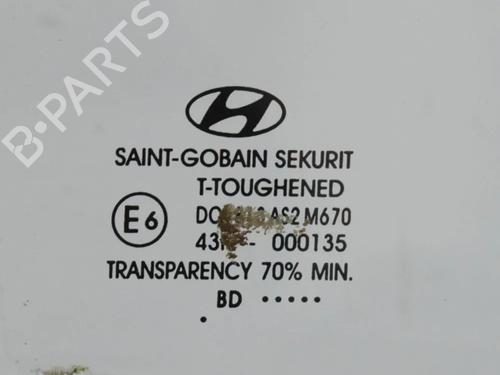 B-PARTS
SAINT-GOBAIN SEKURIT
T-TOUGHENED
E6
AS2 M670
000135
TRANSPARENCY 70% MIN.
BD •••••
•